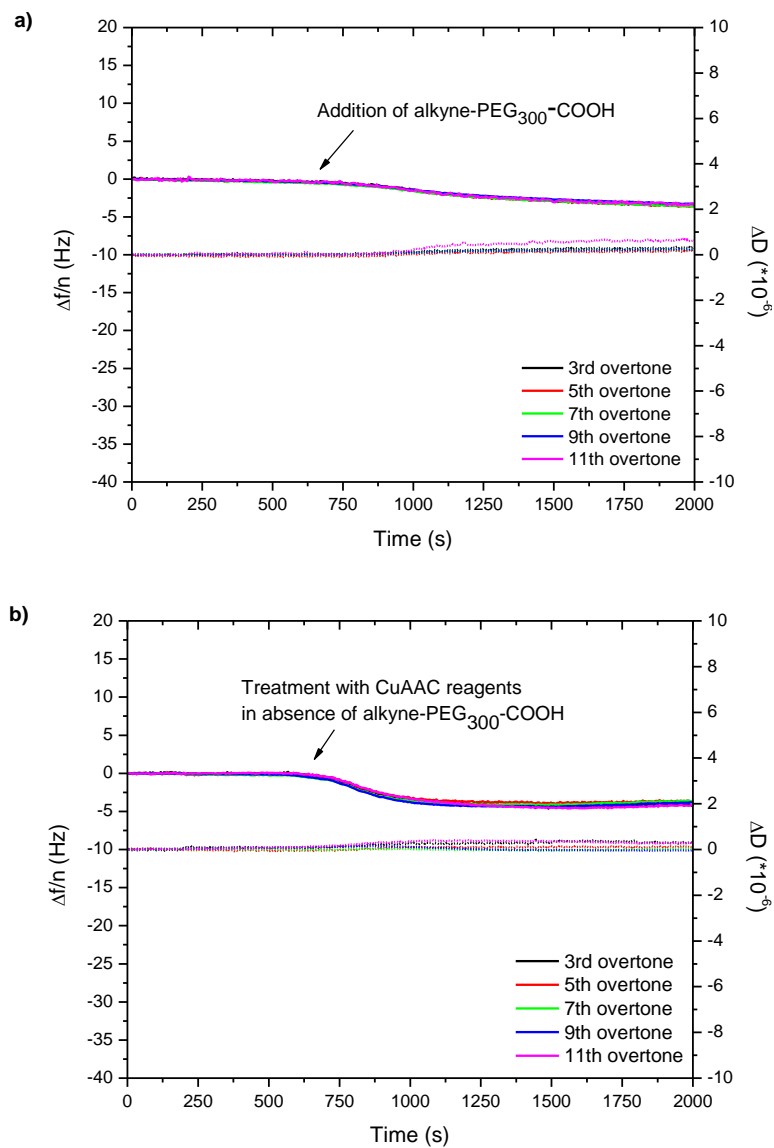 a)
20
15
10
5
0
-5
-10
-15
-20
-25
-30
-35
-40
Δf/n (Hz)
Addition of alkyne-PEG300-COOH
10
8
6
4
2
0
-2
-4
-6
-8
-10
ΔD (*10-6)
3rd overtone
5th overtone
7th overtone
9th overtone
11th overtone
0 250 500 750 1000 1250 1500 1750 2000
Time (s)
b)
20
15
10
5
0
-5
-10
-15
-20
-25
-30
-35
-40
Δf/n (Hz)
Treatment with CuAAC reagents
in absence of alkyne-PEG300-COOH
10
8
6
4
2
0
-2
-4
-6
-8
-10
ΔD (*10-6)
3rd overtone
5th overtone
7th overtone
9th overtone
11th overtone
0 250 500 750 1000 1250 1500 1750 2000
Time (s)